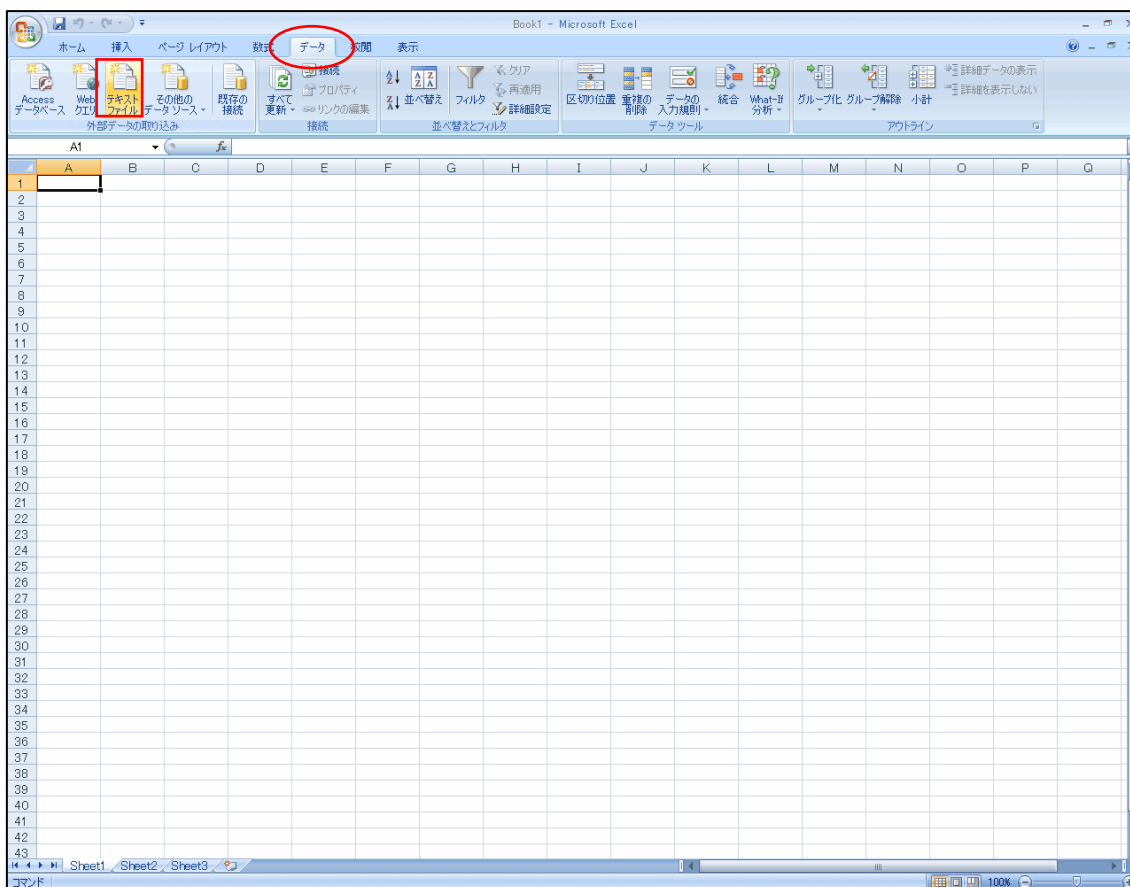 Book1 - Microsoft Excel
ホーム 挿入 ページ レイアウト 数式 データ 校閲 表示
Access データベース
Web クエリ
テキスト ファイル
その他の データ ソース
既存の 接続
外部データの取り込み
すべて 更新
接続
プロパティ
リンクの編集
接続
並べ替え
フィルタ
クリア
再適用
詳細設定
並べ替えとフィルタ
区切り位置
重複の 削除
データの 入力規則
統合
What-If 分析
データ ツール
グループ化
グループ解除
小計
詳細データの表示
詳細を表示しない
アウトライン
A1 fx
A B C D E F G H I J K L M N O P Q
1
2
3
4
5
6
7
8
9
10
11
12
13
14
15
16
17
18
19
20
21
22
23
24
25
26
27
28
29
30
31
32
33
34
35
36
37
38
39
40
41
42
43
Sheet1 Sheet2 Sheet3
コマンド 100%